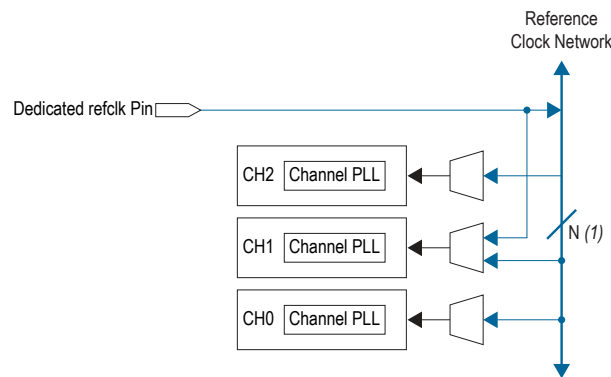 Reference
Clock Network
Dedicated refclk Pin
CH2 Channel PLL
N (1)
CH1 Channel PLL
CH0 Channel PLL